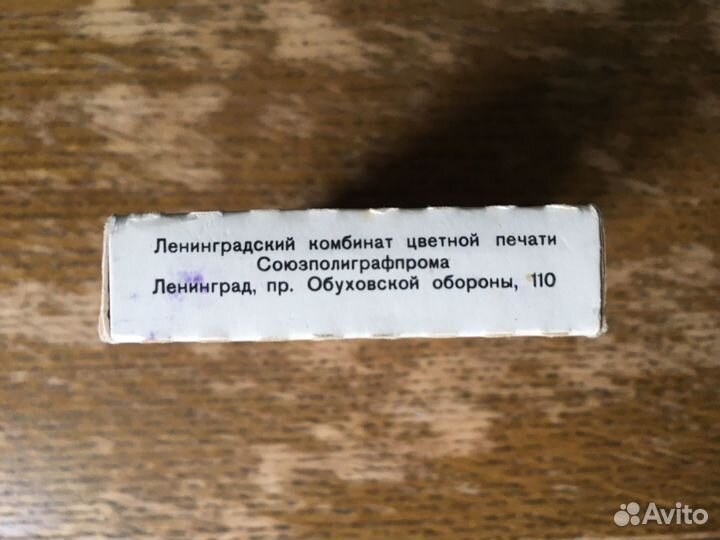 Ленинградский комбинат цветной печати
Союзполиграфпрома
Ленинград, пр. Обуховской обороны, 110
Avito